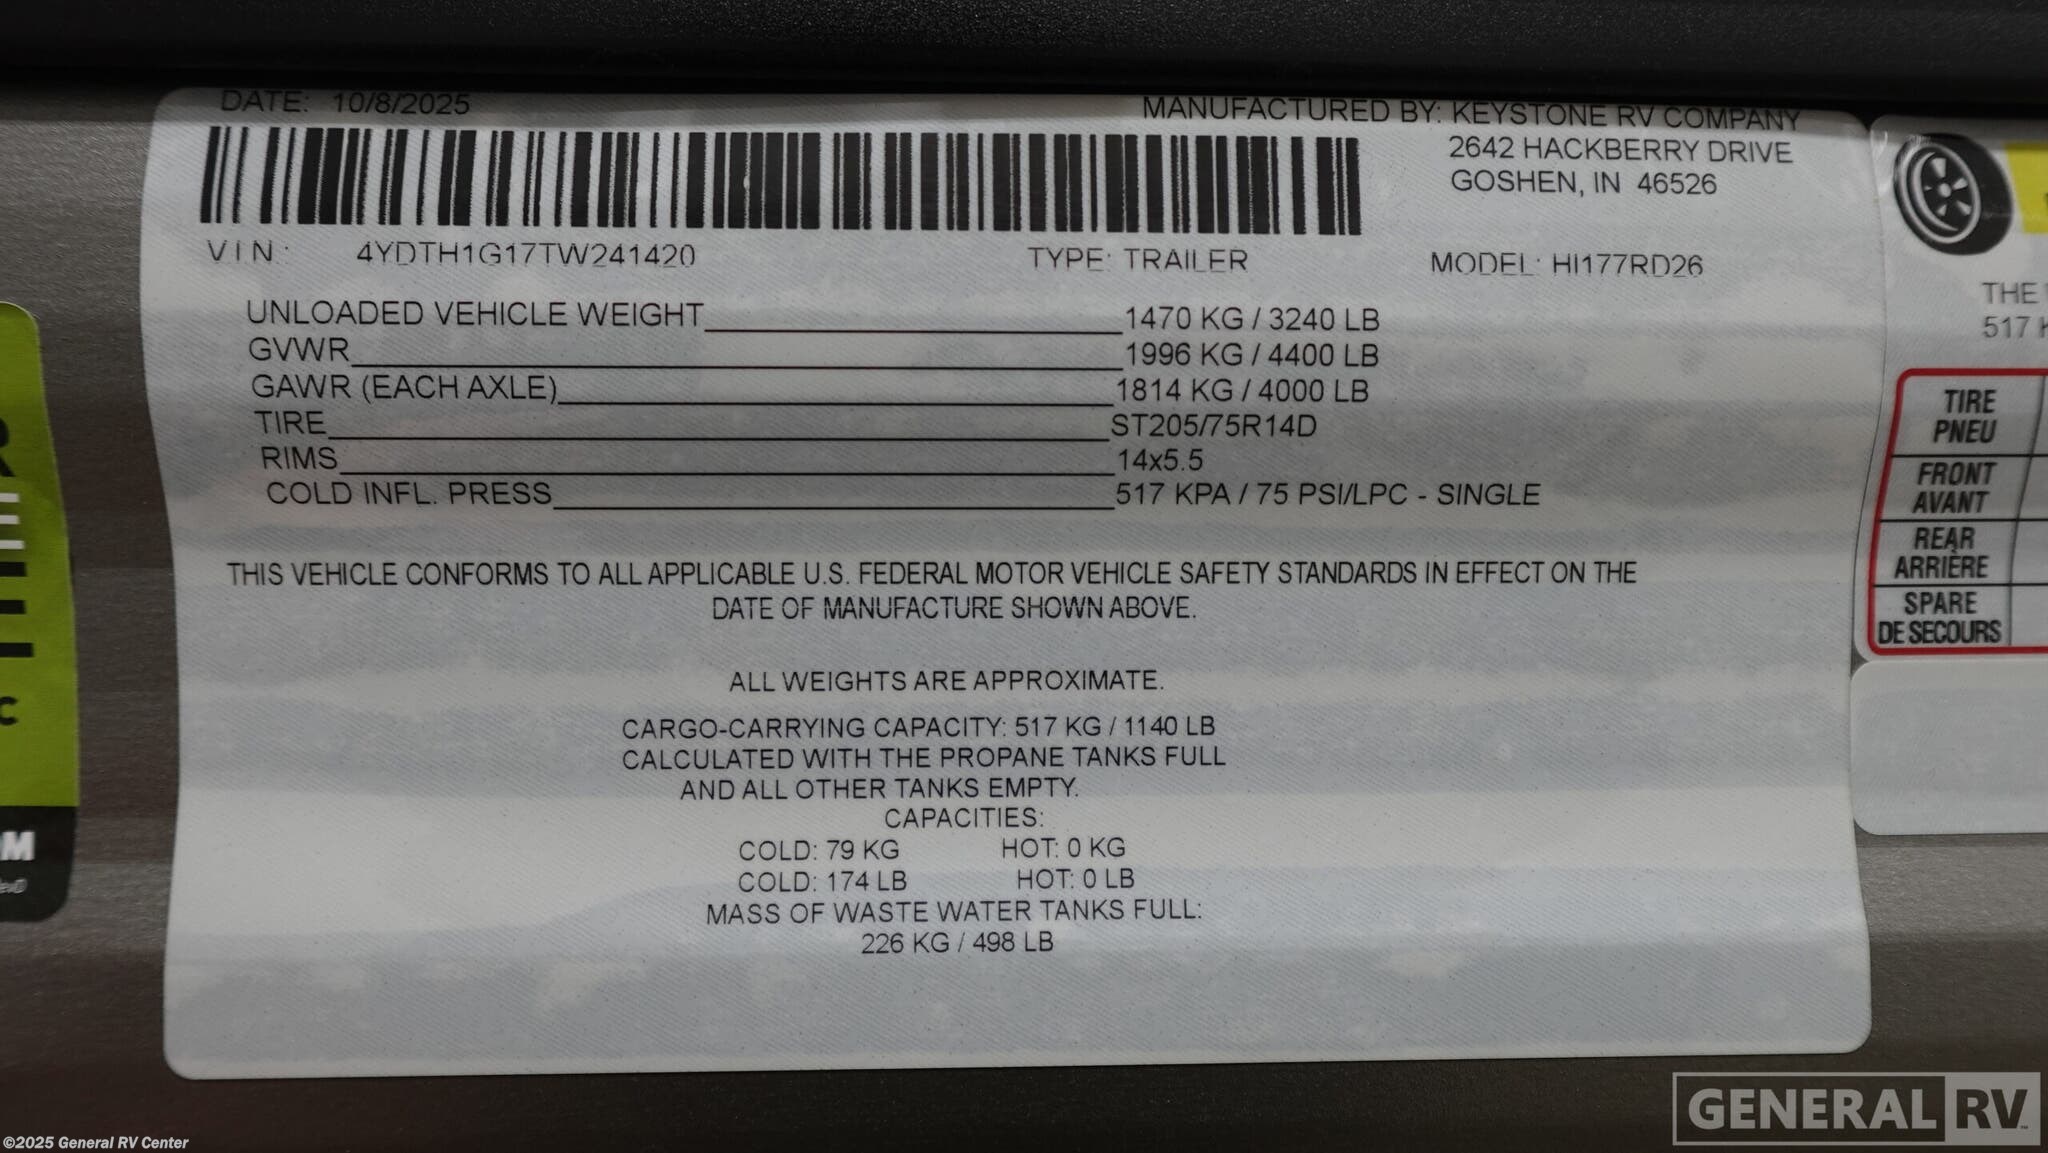 DATE: 10/8/2025
MANUFACTURED BY: KEYSTONE RV COMPANY
2642 HACKBERRY DRIVE
GOSHEN, IN 46526
VIN: 4YDTH1G17TW241420 TYPE: TRAILER MODEL: HI177RD26
UNLOADED VEHICLE WEIGHT 1470 KG / 3240 LB
GVWR 1996 KG / 4400 LB
GAWR (EACH AXLE) 1814 KG / 4000 LB
TIRE ST205/75R14D
RIMS 14x5.5
COLD INFL. PRESS 517 KPA / 75 PSI/LPC - SINGLE
THIS VEHICLE CONFORMS TO ALL APPLICABLE U.S. FEDERAL MOTOR VEHICLE SAFETY STANDARDS IN EFFECT ON THE
DATE OF MANUFACTURE SHOWN ABOVE.
ALL WEIGHTS ARE APPROXIMATE.
CARGO-CARRYING CAPACITY: 517 KG / 1140 LB
CALCULATED WITH THE PROPANE TANKS FULL
AND ALL OTHER TANKS EMPTY.
CAPACITIES:
COLD: 79 KG HOT: 0 KG
COLD: 174 LB HOT: 0 LB
MASS OF WASTE WATER TANKS FULL:
226 KG / 498 LB
THE
517
TIRE
PNEU
FRONT
AVANT
REAR
ARRIÈRE
SPARE
DE SECOURS
GENERAL RV
©2025 General RV Center